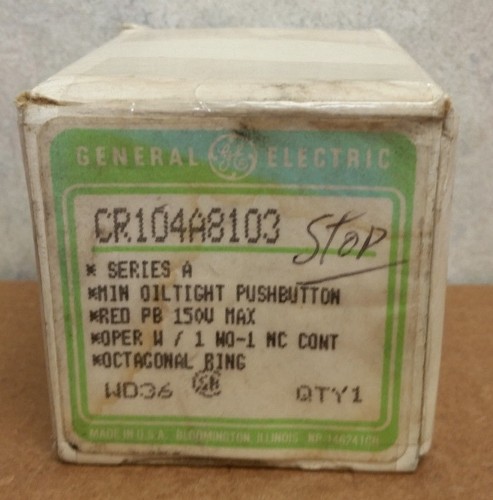 GENERAL GE ELECTRIC
CR104A8103
STOP
* SERIES A
*MIN OILTIGHT PUSHBUTTON
*RED PB 150V MAX
*OPER W / 1 NO-1 NC CONT
*OCTAGONAL RING
WD36 QTY1
MADE IN U.S.A. BLOOMINGTON, ILLINOIS